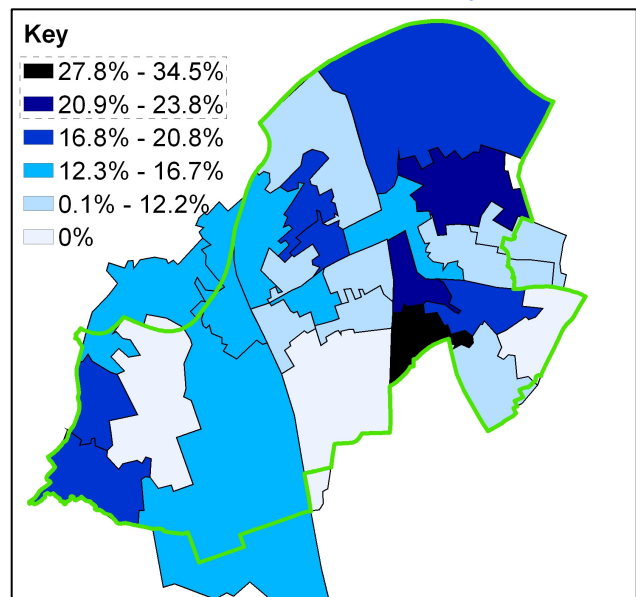 Key
27.8% - 34.5%
20.9% - 23.8%
16.8% - 20.8%
12.3% - 16.7%
0.1% - 12.2%
0%